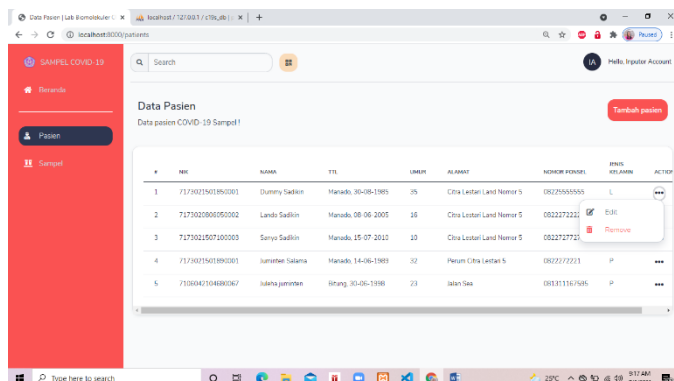 Data Pasien | Lab Biomolekuler C
localhost / 127.0.0.1 / c19s_db | p
localhost:8000/patients
Paused
SAMPEL COVID-19
Search
IA
Hello, Inputer Account
Beranda
Pasien
Sampel
Data Pasien
Data pasien COVID-19 Sampel !
Tambah pasien
# NIK NAMA TTL UMUR ALAMAT NOMOR PONSEL JENIS KELAMIN ACTION
1 7173021501850001 Dummy Sadikin Manado, 30-08-1985 35 Citra Lestari Land Nomor 5 08225555555 L
2 7173020806050002 Lando Sadikin Manado, 08-06-2005 16 Citra Lestari Land Nomor 5
3 7173021507100003 Sanyo Sadikin Manado, 15-07-2010 10 Citra Lestari Land Nomor 5
4 7173021501890001 Juminten Salama Manado, 14-06-1989 32 Perum Citra Lestari 5 0822272221 P
5 7106042104680067 Juleha juminten Bitung, 30-06-1998 23 Jalan Sea 081311167595 P
Edit
Remove
Type here to search
29°C
9:17 AM